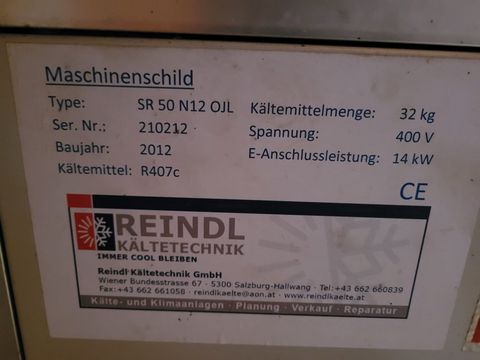 Maschinenschild
Type: SR 50 N12 OJL Kältemittelmenge: 32 kg
Ser. Nr.: 210212 Spannung: 400 V
Baujahr: 2012 E-Anschlussleistung: 14 kW
Kältemittel: R407c
CE
REINDL
KÄLTETECHNIK
IMMER COOL BLEIBEN
Reindl Kältetechnik GmbH
Wiener Bundesstrasse 67 - 5300 Salzburg-Hallwang · Tel:+43 662 660839
Fax:+43 662 661058 · reindlkaelte@aon.at · www.reindlkaelte.at
Kälte- und Klimaanlagen · Planung · Verkauf · Reparatur